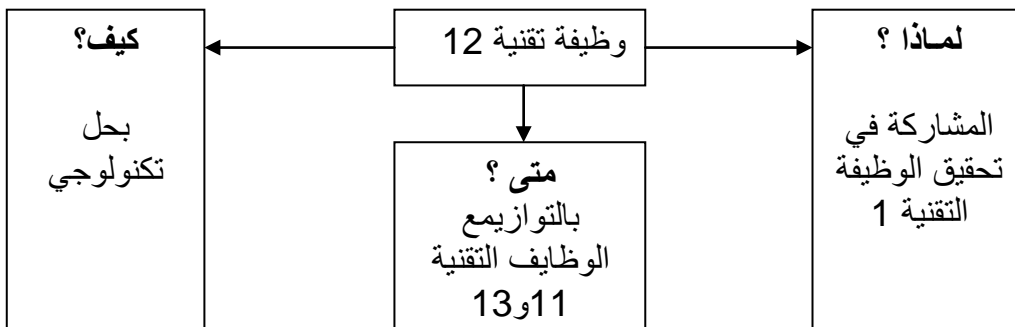 لمـاذا ؟
المشاركة في
تحقيق الوظيفة
التقنية 1
وظيفة تقنية 12
متى ؟
بالتوازيمع
الوظايف التقنية
11و13
كيف؟
بحل
تكنولوجي